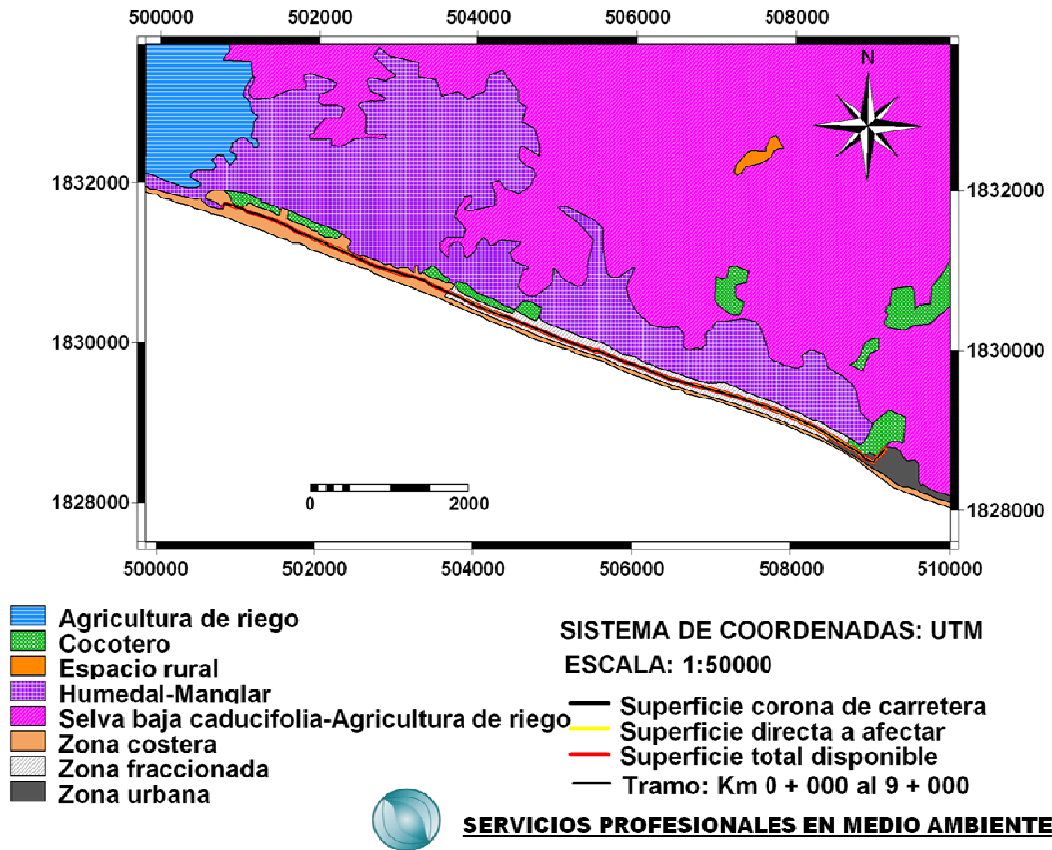 500000 502000 504000 506000 508000
N
1832000 1832000
1830000 1830000
1828000 1828000
0 2000
500000 502000 504000 506000 508000 510000
Agricultura de riego
Cocotero
Espacio rural
Humedal-Manglar
Selva baja caducifolia-Agricultura de riego
Zona costera
Zona fraccionada
Zona urbana
SISTEMA DE COORDENADAS: UTM
ESCALA: 1:50000
Superficie corona de carretera
Superficie directa a afectar
Superficie total disponible
Tramo: Km 0 + 000 al 9 + 000
SERVICIOS PROFESIONALES EN MEDIO AMBIENTE